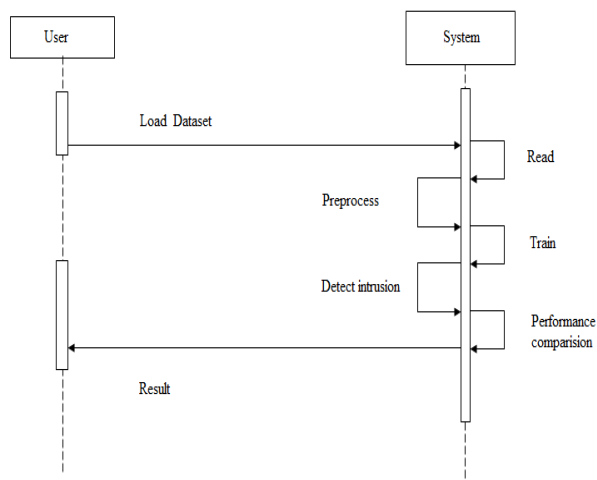 User
System
Load Dataset
Read
Preprocess
Train
Detect intrusion
Performance
comparision
Result